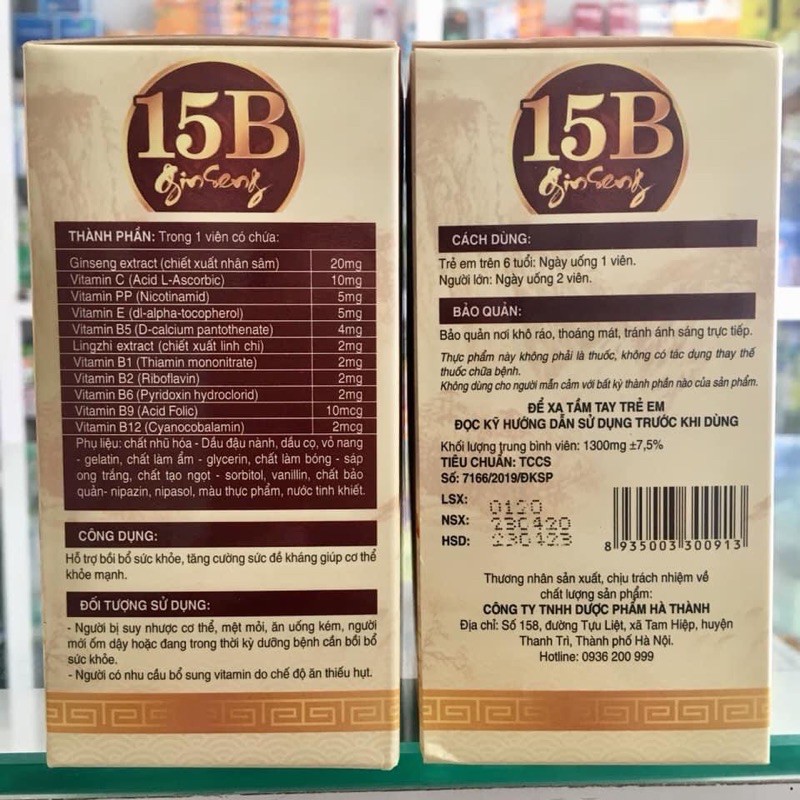 15B
ginseng
THÀNH PHẦN: Trong 1 viên có chứa:
Ginseng extract (chiết xuất nhân sâm) 20mg
Vitamin C (Acid L-Ascorbic) 10mg
Vitamin PP (Nicotinamid) 5mg
Vitamin E (dl-alpha-tocopherol) 5mg
Vitamin B5 (D-calcium pantothenate) 4mg
Lingzhi extract (chiết xuất linh chi) 2mg
Vitamin B1 (Thiamin mononitrate) 2mg
Vitamin B2 (Riboflavin) 2mg
Vitamin B6 (Pyridoxin hydroclorid) 2mg
Vitamin B9 (Acid Folic) 10mcg
Vitamin B12 (Cyanocobalamin) 2mcg
Phụ liệu: chất nhũ hóa - Dầu đậu nành, dầu cọ, vỏ nang
- gelatin, chất làm ẩm - glycerin, chất làm bóng - sáp
ong trắng, chất tạo ngọt - sorbitol, vanillin, chất bảo
quản- nipazin, nipasol, màu thực phẩm, nước tinh khiết.
CÔNG DỤNG:
Hỗ trợ bồi bổ sức khỏe, tăng cường sức đề kháng giúp cơ thể
khỏe mạnh.
ĐỐI TƯỢNG SỬ DỤNG:
- Người bị suy nhược cơ thể, mệt mỏi, ăn uống kém, người
mới ốm dậy hoặc đang trong thời kỳ dưỡng bệnh cần bồi bổ
sức khỏe.
- Người có nhu cầu bổ sung vitamin do chế độ ăn thiếu hụt.
15B
ginseng
CÁCH DÙNG:
Trẻ em trên 6 tuổi: Ngày uống 1 viên.
Người lớn: Ngày uống 2 viên.
BẢO QUẢN:
Bảo quản nơi khô ráo, thoáng mát, tránh ánh sáng trực tiếp.
Thực phẩm này không phải là thuốc, không có tác dụng thay thế
thuốc chữa bệnh.
Không dùng cho người mẫn cảm với bất kỳ thành phần nào của sản phẩm.
ĐỂ XA TẦM TAY TRẺ EM
ĐỌC KỸ HƯỚNG DẪN SỬ DỤNG TRƯỚC KHI DÙNG
Khối lượng trung bình viên: 1300mg ±7,5%
TIÊU CHUẨN: TCCS
Số: 7166/2019/ĐKSP
LSX: 0120
NSX: 230420
HSD: 230423
8 935003 300913
Thương nhân sản xuất, chịu trách nhiệm về
chất lượng sản phẩm:
CÔNG TY TNHH DƯỢC PHẨM HÀ THÀNH
Địa chỉ: Số 158, đường Tựu Liệt, xã Tam Hiệp, huyện
Thanh Trì, Thành phố Hà Nội.
Hotline: 0936 200 999